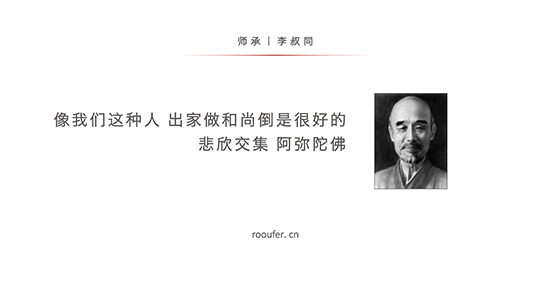 师承丨李叔同
像我们这种人 出家做和尚倒是很好的
悲欣交集 阿弥陀佛
rooufer.cn